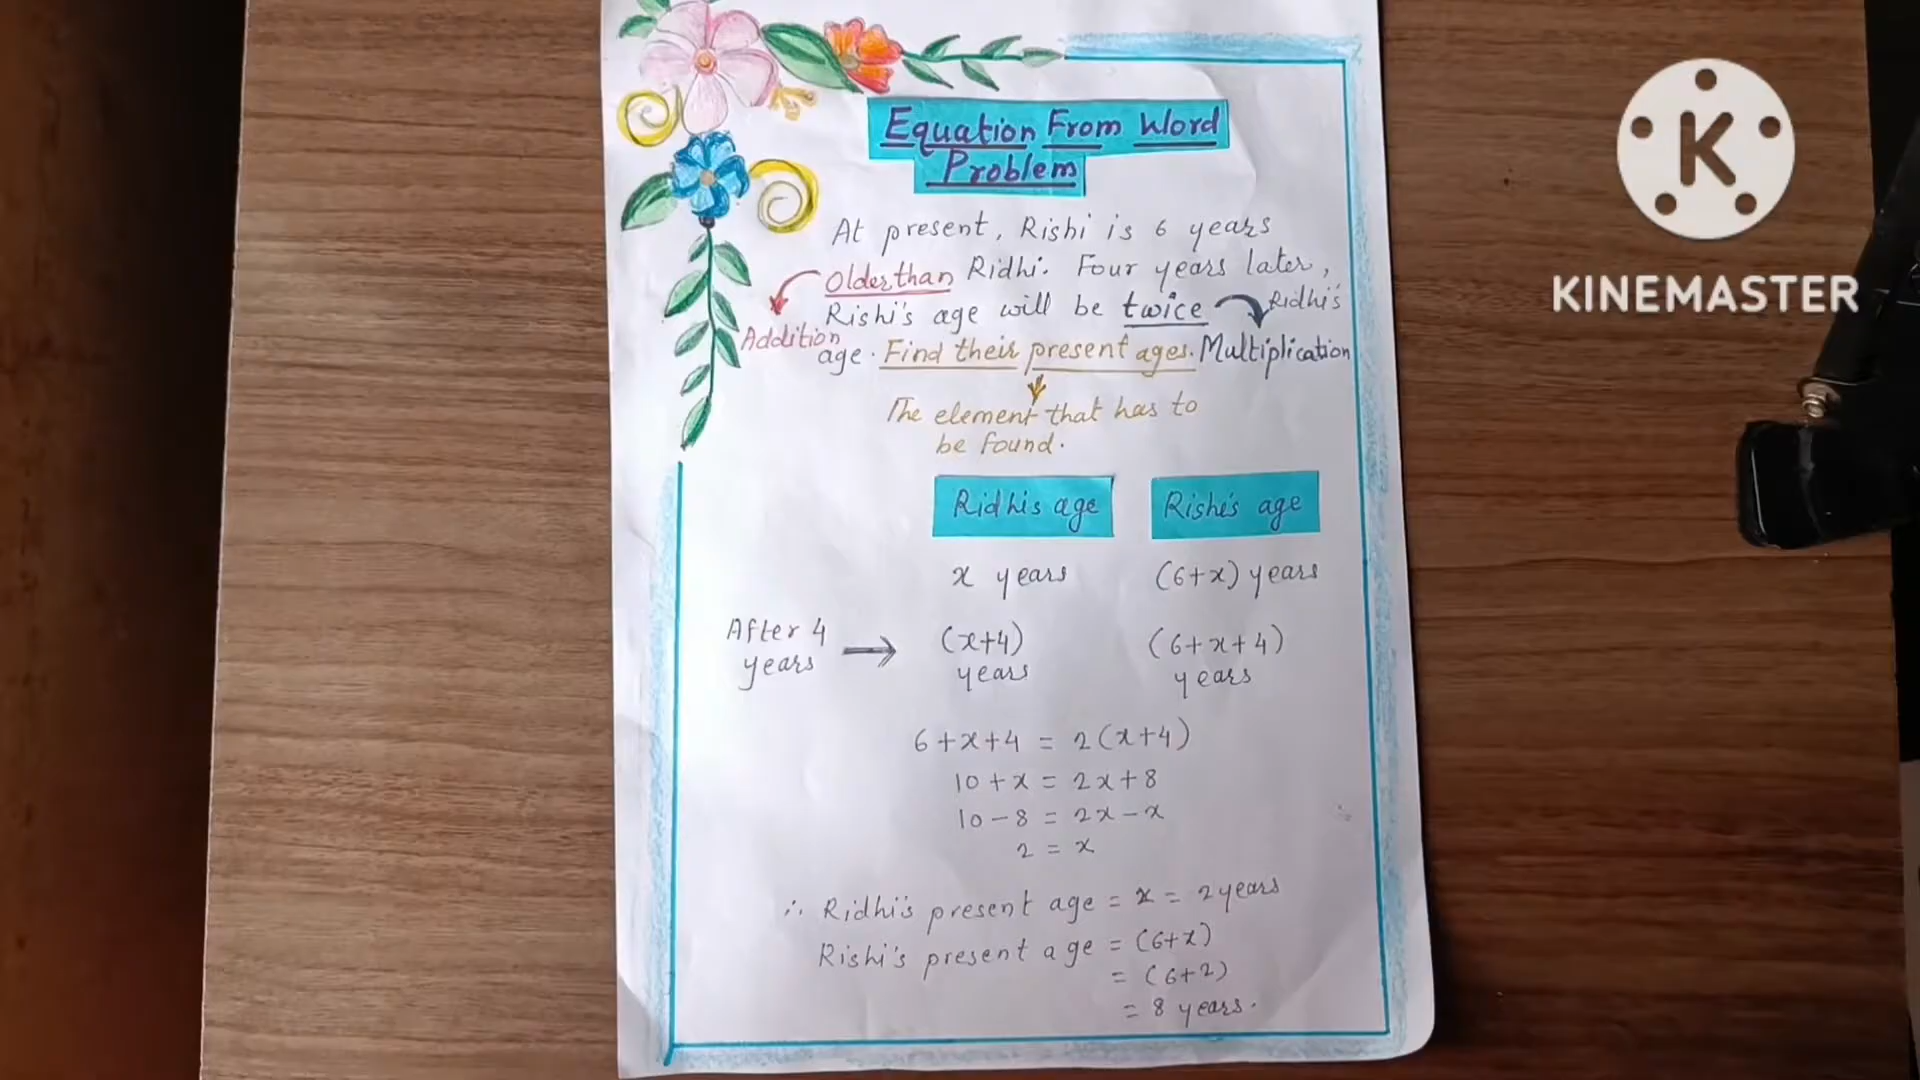 Equation From Word
Problem
At present, Rishi is 6 years
Older than Ridhi. Four years later,
Rishi's age will be twice Ridhi's
Addition
age. Find their present ages. Multiplication
The element that has to
be found.
Ridhis age Rishi's age
x years (6+x) years
After 4 (x+4) (6+x+4)
years years years
6+x+4 = 2(x+4)
10+x = 2x+8
10-8 = 2x-x
2 = x
∴ Ridhi's present age = x = 2 years
Rishi's present age = (6+x)
= (6+2)
= 8 years.
K
KINEMASTER